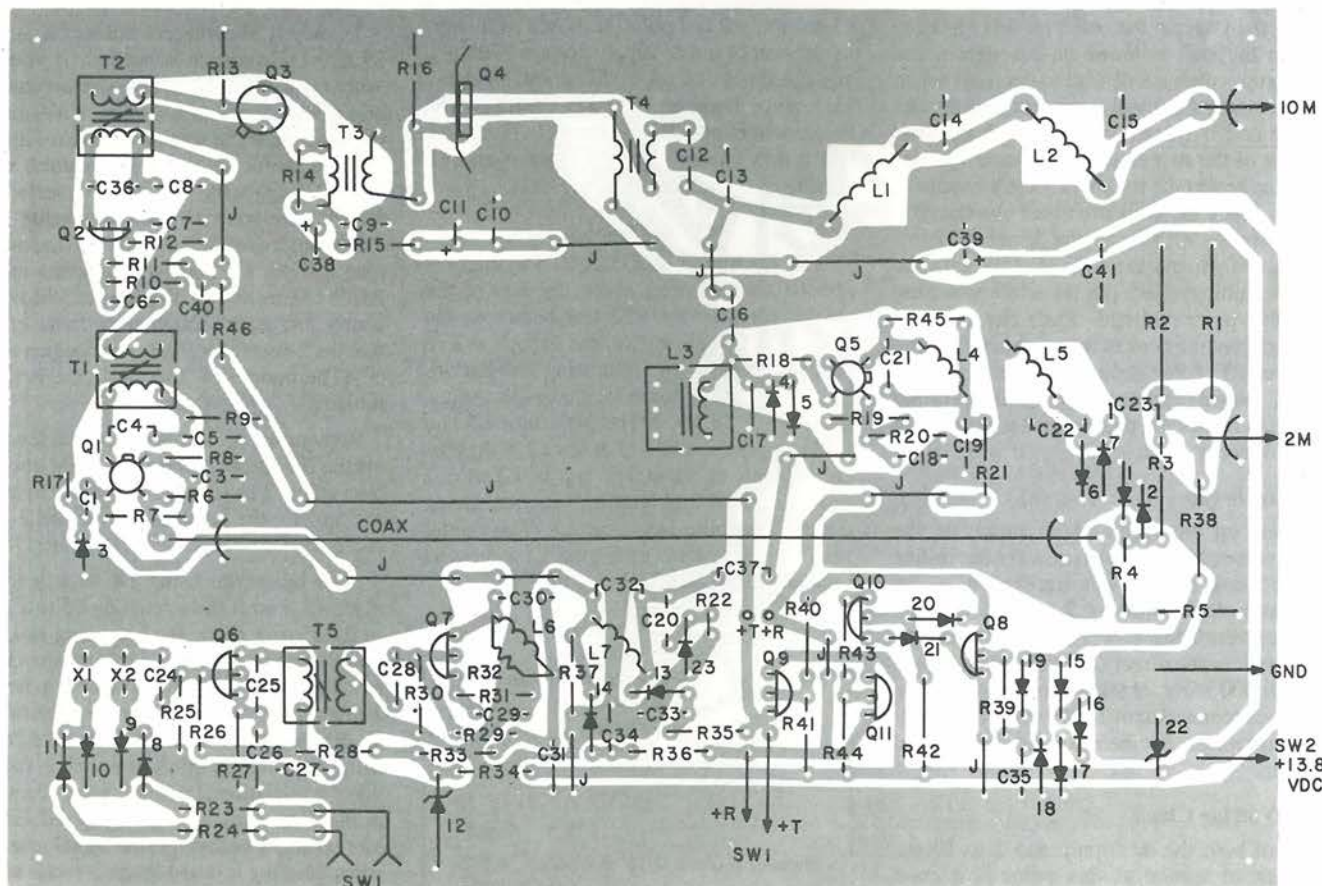 T2
R13
Q3
R16
Q4
T4
C14
C15
10M
L2
T3
C12
C13
L1
R14
C36
C8
J
C7
Q2
R12
+
C9
C11
C10
C38
R15
+
J
J
J
C39
+
C41
R11
R10
C6
C40
R46
C16
R45
R2
R1
T1
L3
R18
Q5
C21
L4
L5
4
5
R9
C4
C5
C17
R19
R20
C19
C22
C23
2M
Q1
R8
J
C18
R21
7
R3
R17
C1
C3
R6
J
J
6
1
2
R38
R7
COAX
3
J
C37
R4
Q10
C30
C32
C20
R22
R40
20
R5
Q6
T5
Q7
L6
+T
+R
Q8
L7
R37
21
X1
X2
C24
C25
C28
R32
23
Q9
J
R43
19
15
GND
R30
R31
14
13
R25
C29
C33
R41
R39
16
9
R26
R29
Q11
22
11
8
C26
R28
R33
C31
C34
R36
R35
R44
R42
SW2
+13.8
VDC
10
R27
C27
R34
J
J
C35
17
18
R23
+R
+T
R24
12
SW1
SW1